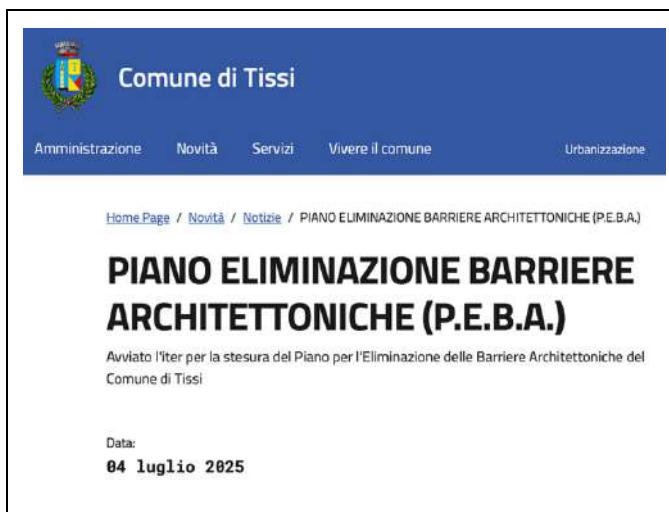 Comune di Tissi
Amministrazione Novità Servizi Vivere il comune Urbanizzazione
Home Page / Novità / Notizie / PIANO ELIMINAZIONE BARRIERE ARCHITETTONICHE (P.E.B.A.)
PIANO ELIMINAZIONE BARRIERE
ARCHITETTONICHE (P.E.B.A.)
Avviato l'iter per la stesura del Piano per l'Eliminazione delle Barriere Architettoniche del
Comune di Tissi
Data:
04 luglio 2025